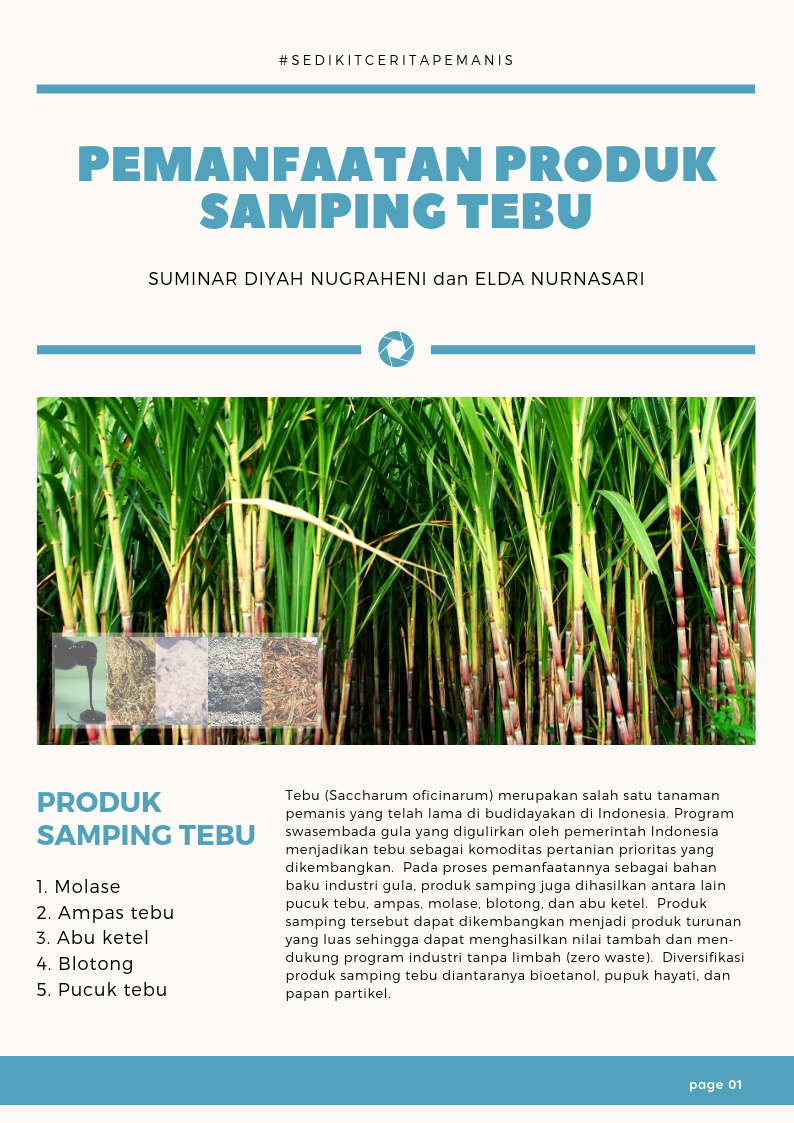 #SEDIKITCERITAPEMANIS
PEMANFAATAN PRODUK
SAMPING TEBU
SUMINAR DIYAH NUGRAHENI dan ELDA NURNASARI
PRODUK
SAMPING TEBU
1. Molase
2. Ampas tebu
3. Abu ketel
4. Blotong
5. Pucuk tebu
Tebu (Saccharum oficinarum) merupakan salah satu tanaman
pemanis yang telah lama di budidayakan di Indonesia. Program
swasembada gula yang digulirkan oleh pemerintah Indonesia
menjadikan tebu sebagai komoditas pertanian prioritas yang
dikembangkan.  Pada proses pemanfaatannya sebagai bahan
baku industri gula, produk samping juga dihasilkan antara lain
pucuk tebu, ampas, molase, blotong, dan abu ketel.  Produk
samping tersebut dapat dikembangkan menjadi produk turunan
yang luas sehingga dapat menghasilkan nilai tambah dan men-
dukung program industri tanpa limbah (zero waste).  Diversifikasi
produk samping tebu diantaranya bioetanol, pupuk hayati, dan
papan partikel.
page 01